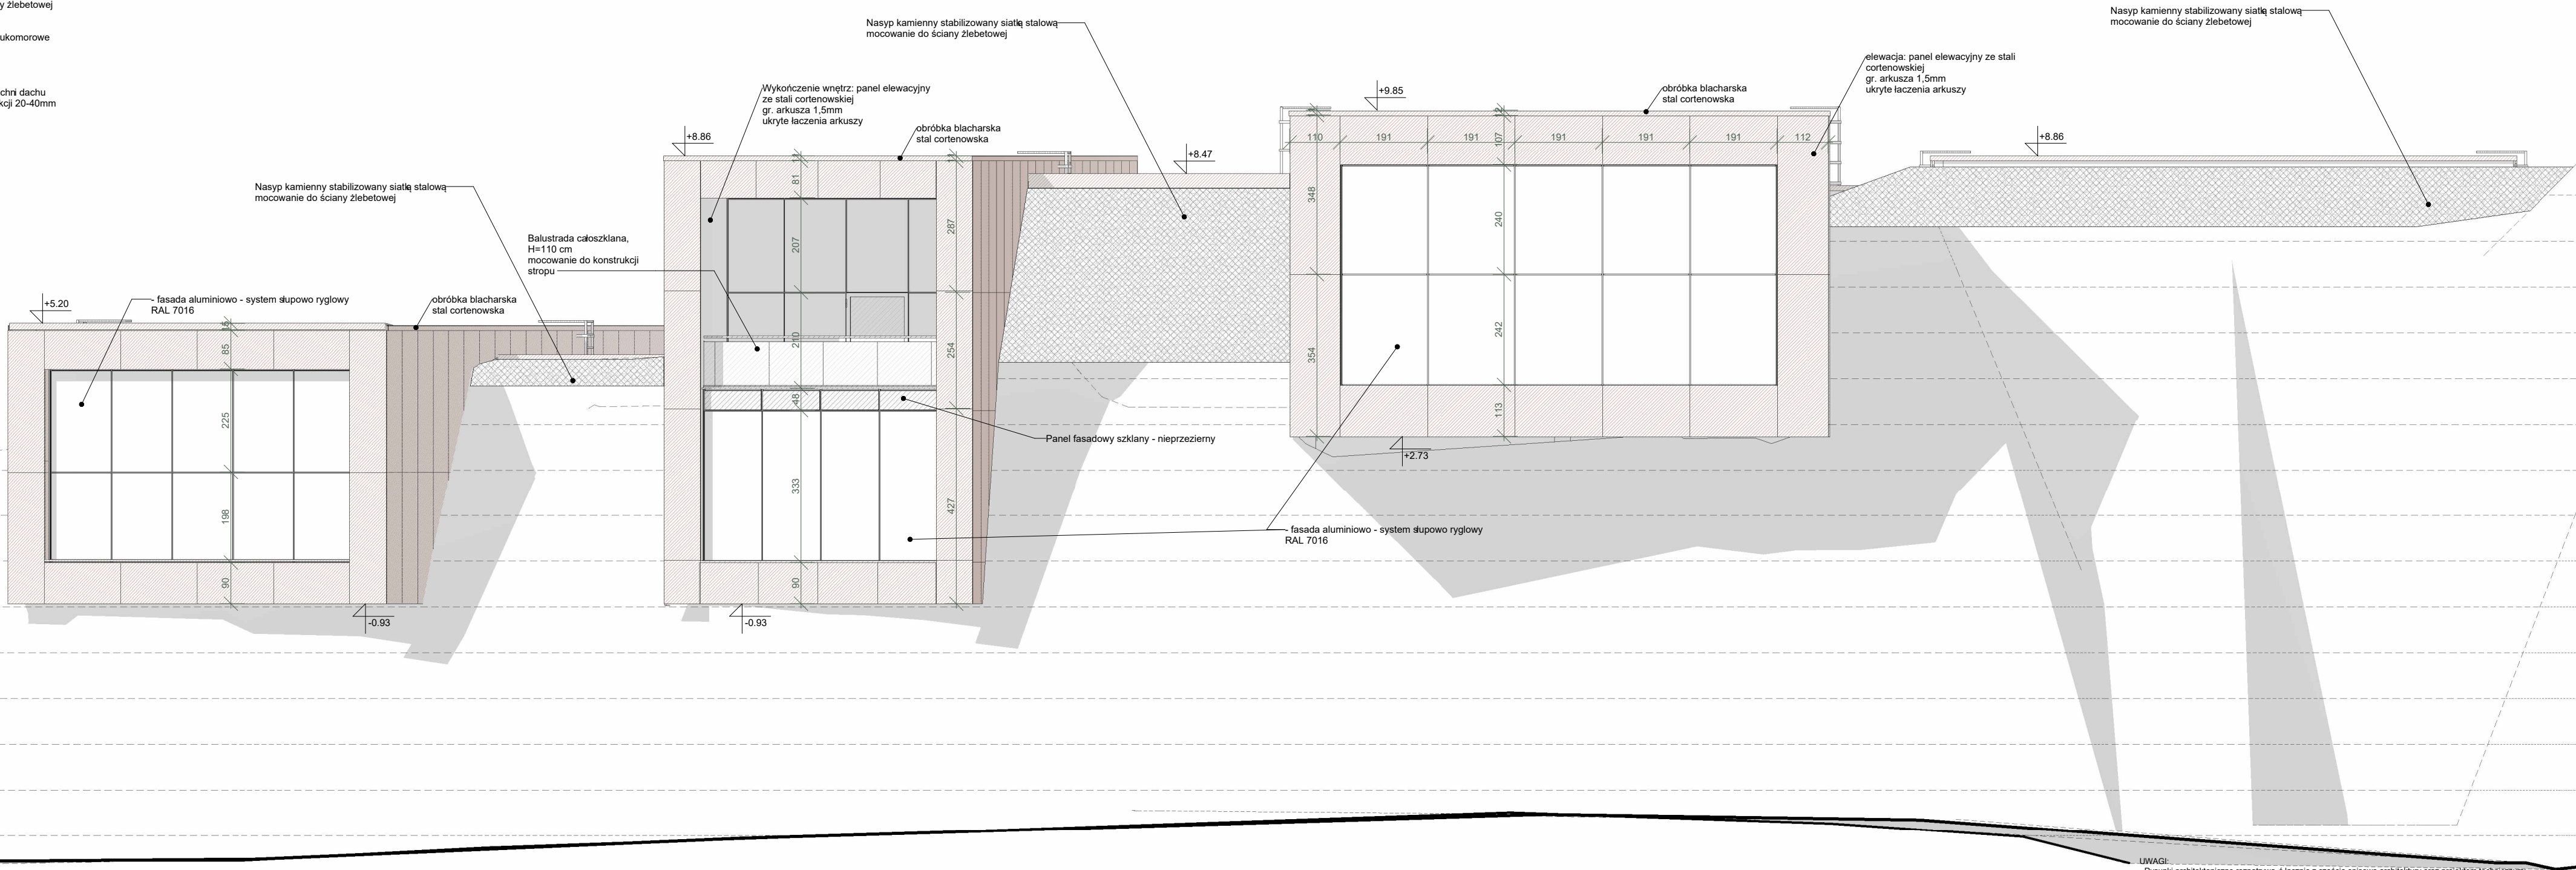 y żlebetowej
ukomorowe
chni dachu
kcji 20-40mm
Nasyp kamienny stabilizowany siatką stalową
mocowanie do ściany żlebetowej
Nasyp kamienny stabilizowany siatką stalową
mocowanie do ściany żlebetowej
elewacja: panel elewacyjny ze stali
cortenowskiej
gr. arkusza 1,5mm
ukryte łaczenia arkuszy
Wykończenie wnętrz: panel elewacyjny
ze stali cortenowskiej
gr. arkusza 1,5mm
ukryte łaczenia arkuszy
+9.85
obróbka blacharska
stal cortenowska
obróbka blacharska
stal cortenowska
+8.86
+8.47
+8.86
110 191 191 191 191 191 112
107
348
240
242
354
113
+2.73
Nasyp kamienny stabilizowany siatką stalową
mocowanie do ściany żlebetowej
Balustrada całoszklana,
H=110 cm
mocowanie do konstrukcji
stropu
81
207
210
48
333
90
287
254
427
-0.93
+5.20
- fasada aluminiowo - system słupowo ryglowy
RAL 7016
obróbka blacharska
stal cortenowska
15
85
225
198
90
-0.93
Panel fasadowy szklany - nieprzezierny
- fasada aluminiowo - system słupowo ryglowy
RAL 7016
UWAGI: